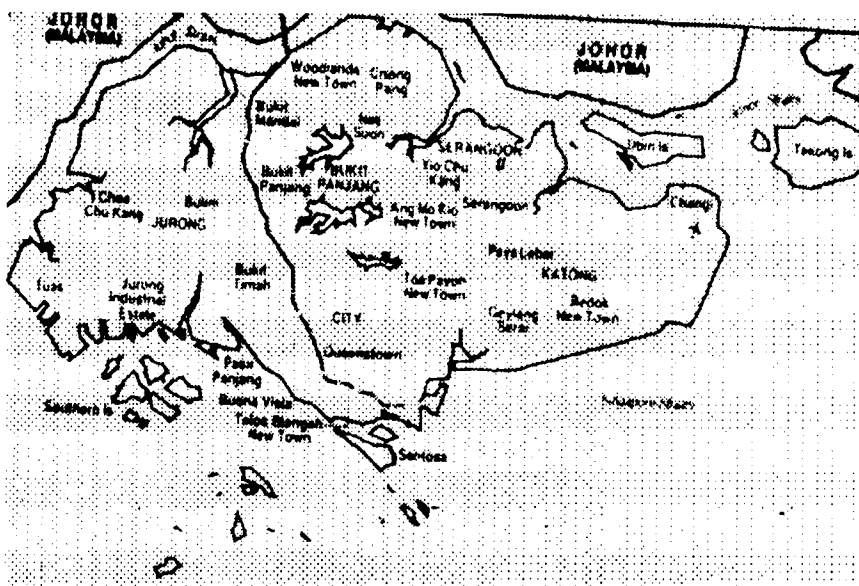 JOHOR
(MALAYSIA)
JOHOR
(MALAYSIA)
Woodlands
New Town
Chong
Pang
Bukit
Mandai
Nee
Soon
SERANGOON
Ubin Is
Tekong Is
Bukit
Panjang
BUKIT
PANJANG
Yio Chu
Kang
Choa
Chu Kang
JURONG
Ang Mo Kio
New Town
Serangoon
Changi
Tuas
Jurong
Industrial
Estate
Bukit
Timah
Toa Payoh
New Town
Paya Lebar
KATONG
Bedok
New Town
Geylang
Serai
CITY
Queenstown
Pasir
Panjang
Buona Vista
Telok Blangah
New Town
Southern Is
Sentosa